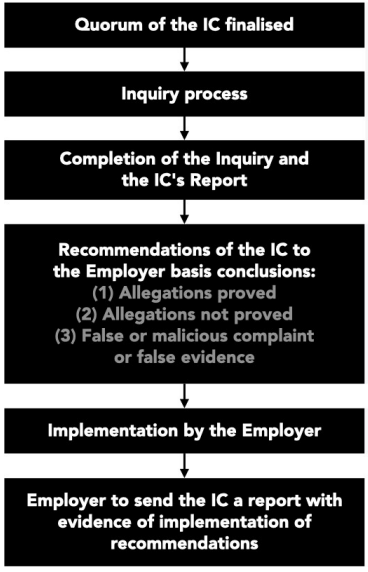 Quorum of the IC finalised
Inquiry process
Completion of the Inquiry and
the IC's Report
Recommendations of the IC to
the Employer basis conclusions:
(1) Allegations proved
(2) Allegations not proved
(3) False or malicious complaint
or false evidence
Implementation by the Employer
Employer to send the IC a report with
evidence of implementation of
recommendations